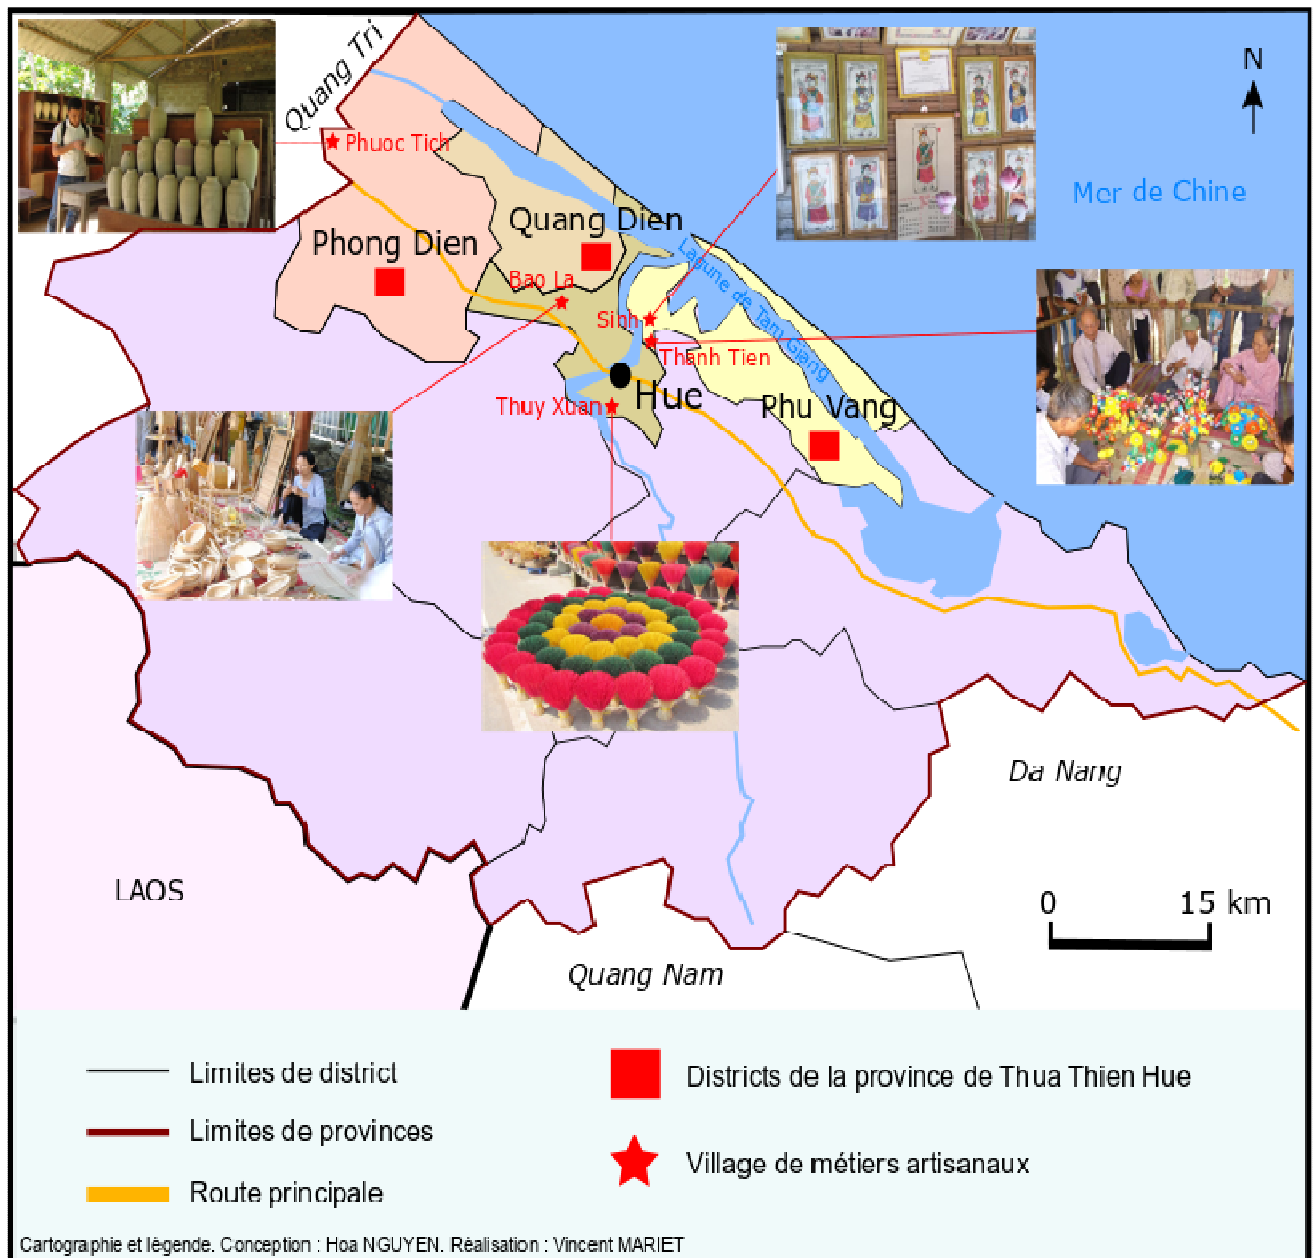 Quang Tri
N
Phuoc Tich
Mer de Chine
Quang Dien
Phong Dien
Bao La
Lagune de Tam Giang
Sinh
Thanh Tien
Hue
Thuy Xuan
Phu Vang
Da Nang
LAOS
0 15 km
Quang Nam
Limites de district
Districts de la province de Thua Thien Hue
Limites de provinces
Village de métiers artisanaux
Route principale
Cartographie et légende. Conception : Hoa NGUYEN. Réalisation : Vincent MARIET